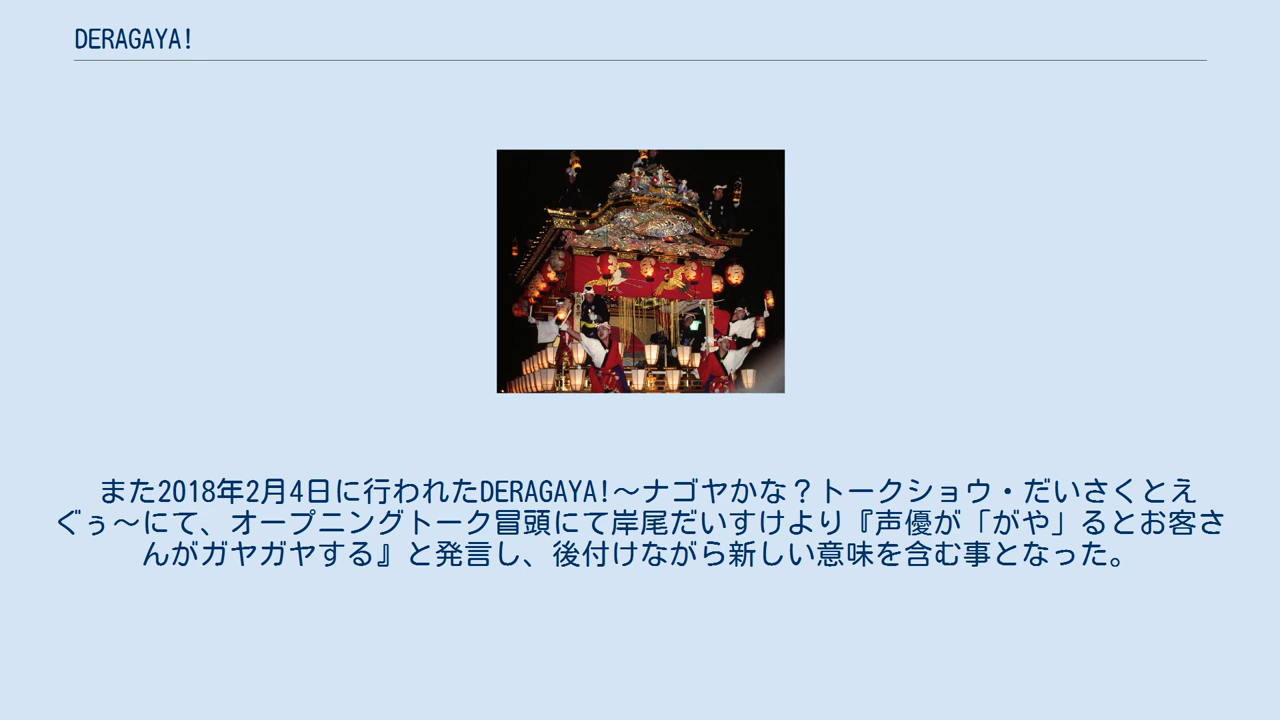 DERAGAYA!
また2018年2月4日に行われたDERAGAYA!～ナゴヤかな？トークショウ・だいさくとえ
ぐぅ～にて、オープニングトーク冒頭にて岸尾だいすけより『声優が「がや」るとお客さ
んがガヤガヤする』と発言し、後付けながら新しい意味を含む事となった。